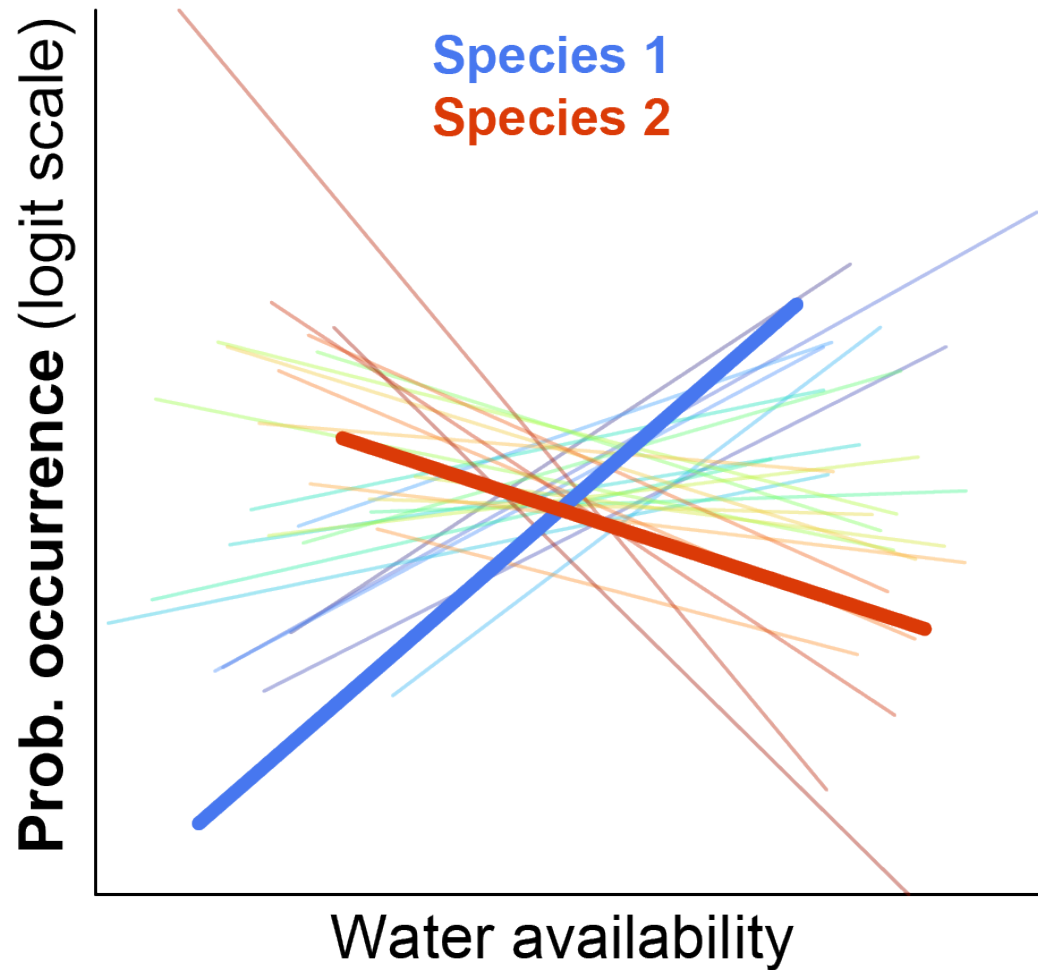 Prob. occurrence (logit scale)
Species 1
Species 2
Water availability